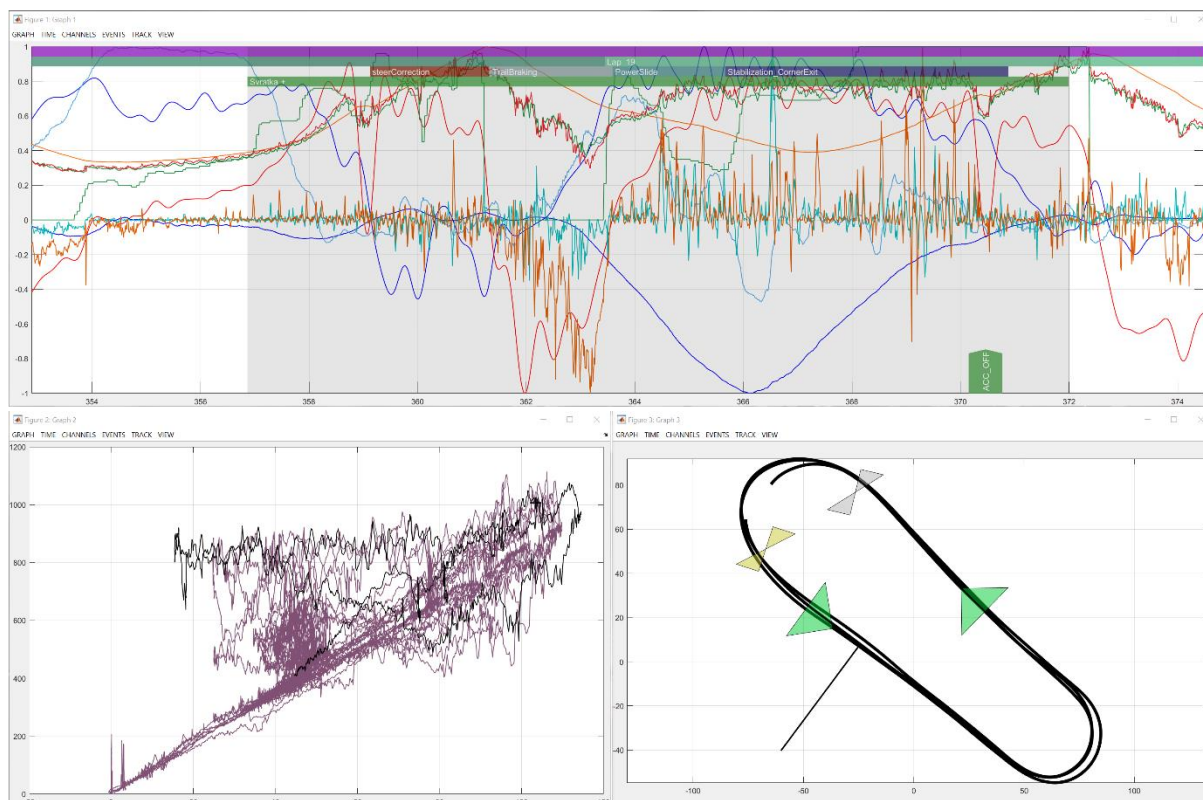 Figure 1: Graph 1
GRAPH TIME CHANNELS EVENTS TRACK VIEW
1
Lap_19
steerCorrection TrailBraking PowerSlide Stabilization_CornerExit
0.8
0.6
0.4
0.2
0
-0.2
-0.4
-0.6
-0.8
ACC_OFF
-1
354 356 358 360 362 364 366 368 370 372 374
Figure 2: Graph 2
GRAPH TIME CHANNELS EVENTS TRACK VIEW
1200
1000
800
600
400
200
0
Figure 3: Graph 3
GRAPH TIME CHANNELS EVENTS TRACK VIEW
80
60
40
20
0
-20
-40
-100 -50 0 50 100